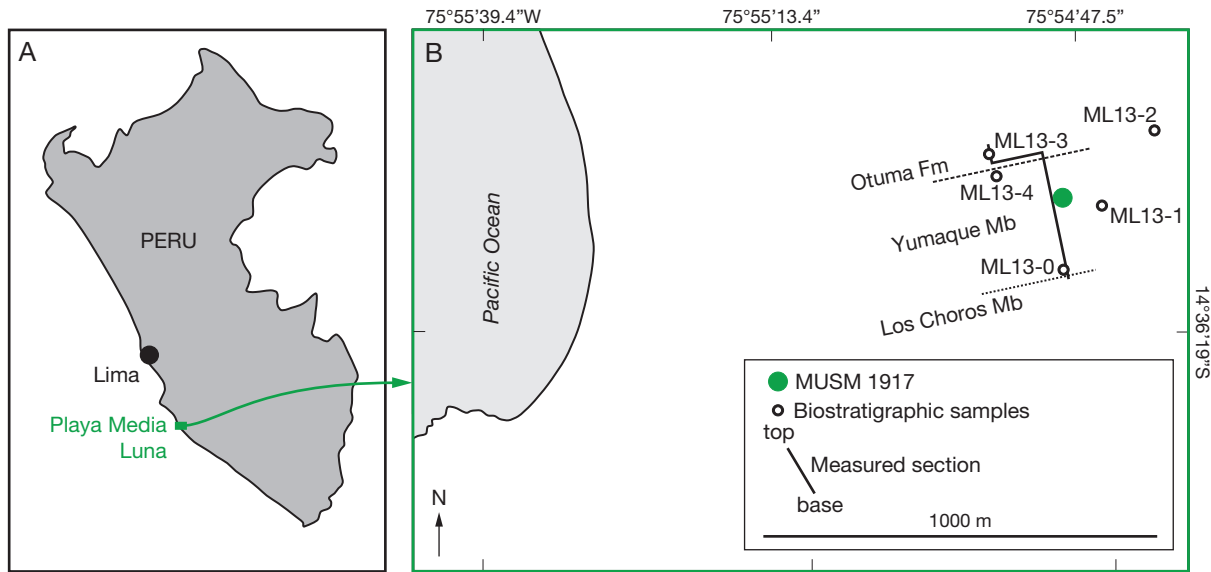 A
PERU
Lima
Playa Media
Luna
75°55’39.4”W
75°55’13.4”
75°54’47.5”
B
Pacific Ocean
ML13-2
ML13-3
Otuma Fm
ML13-4
ML13-1
Yumaque Mb
ML13-0
Los Choros Mb
14°36’19”S
MUSM 1917
Biostratigraphic samples
top
Measured section
base
1000 m
N